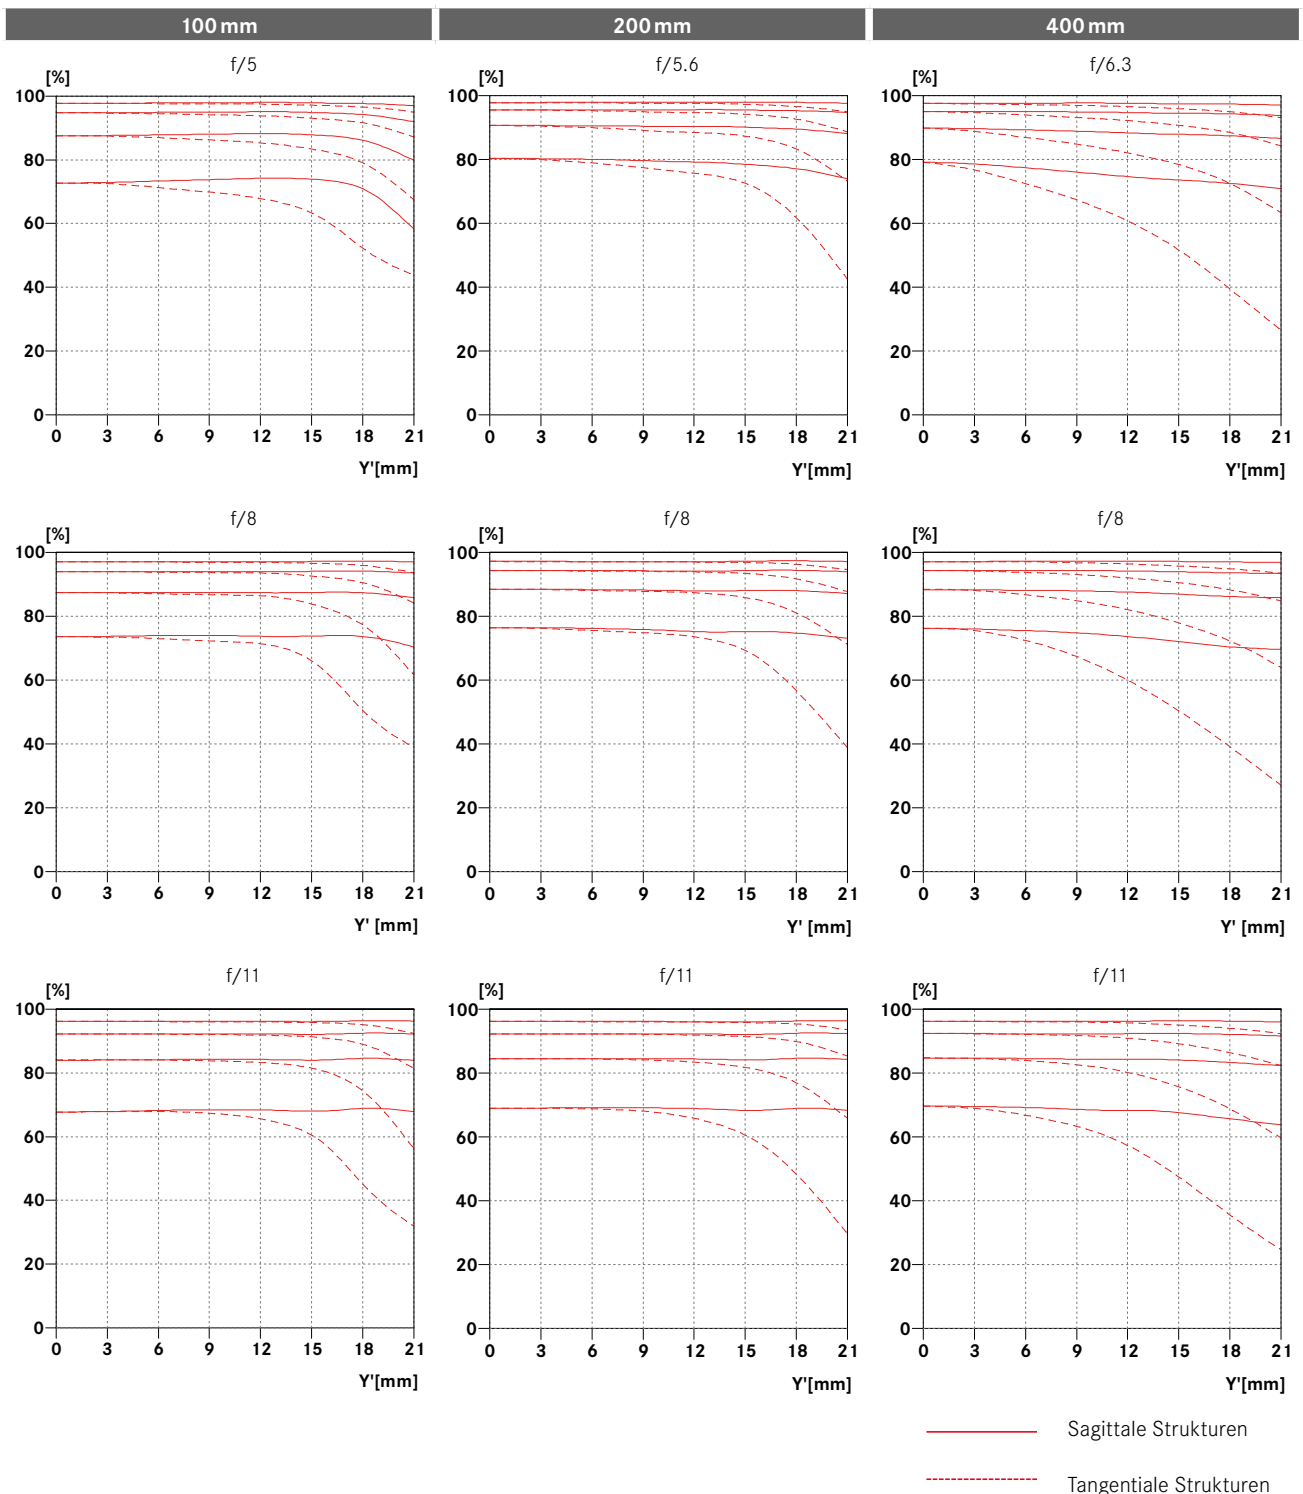 100 mm 200 mm 400 mm
f/5 f/5.6 f/6.3
[%] [%] [%]
100 100 100
80 80 80
60 60 60
40 40 40
20 20 20
0 0 0
0 3 6 9 12 15 18 21 0 3 6 9 12 15 18 21 0 3 6 9 12 15 18 21
Y'[mm] Y'[mm] Y'[mm]
f/8 f/8 f/8
[%] [%] [%]
100 100 100
80 80 80
60 60 60
40 40 40
20 20 20
0 0 0
0 3 6 9 12 15 18 21 0 3 6 9 12 15 18 21 0 3 6 9 12 15 18 21
Y' [mm] Y' [mm] Y' [mm]
f/11 f/11 f/11
[%] [%] [%]
100 100 100
80 80 80
60 60 60
40 40 40
20 20 20
0 0 0
0 3 6 9 12 15 18 21 0 3 6 9 12 15 18 21 0 3 6 9 12 15 18 21
Y'[mm] Y'[mm] Y'[mm]
Sagittale Strukturen
Tangentiale Strukturen